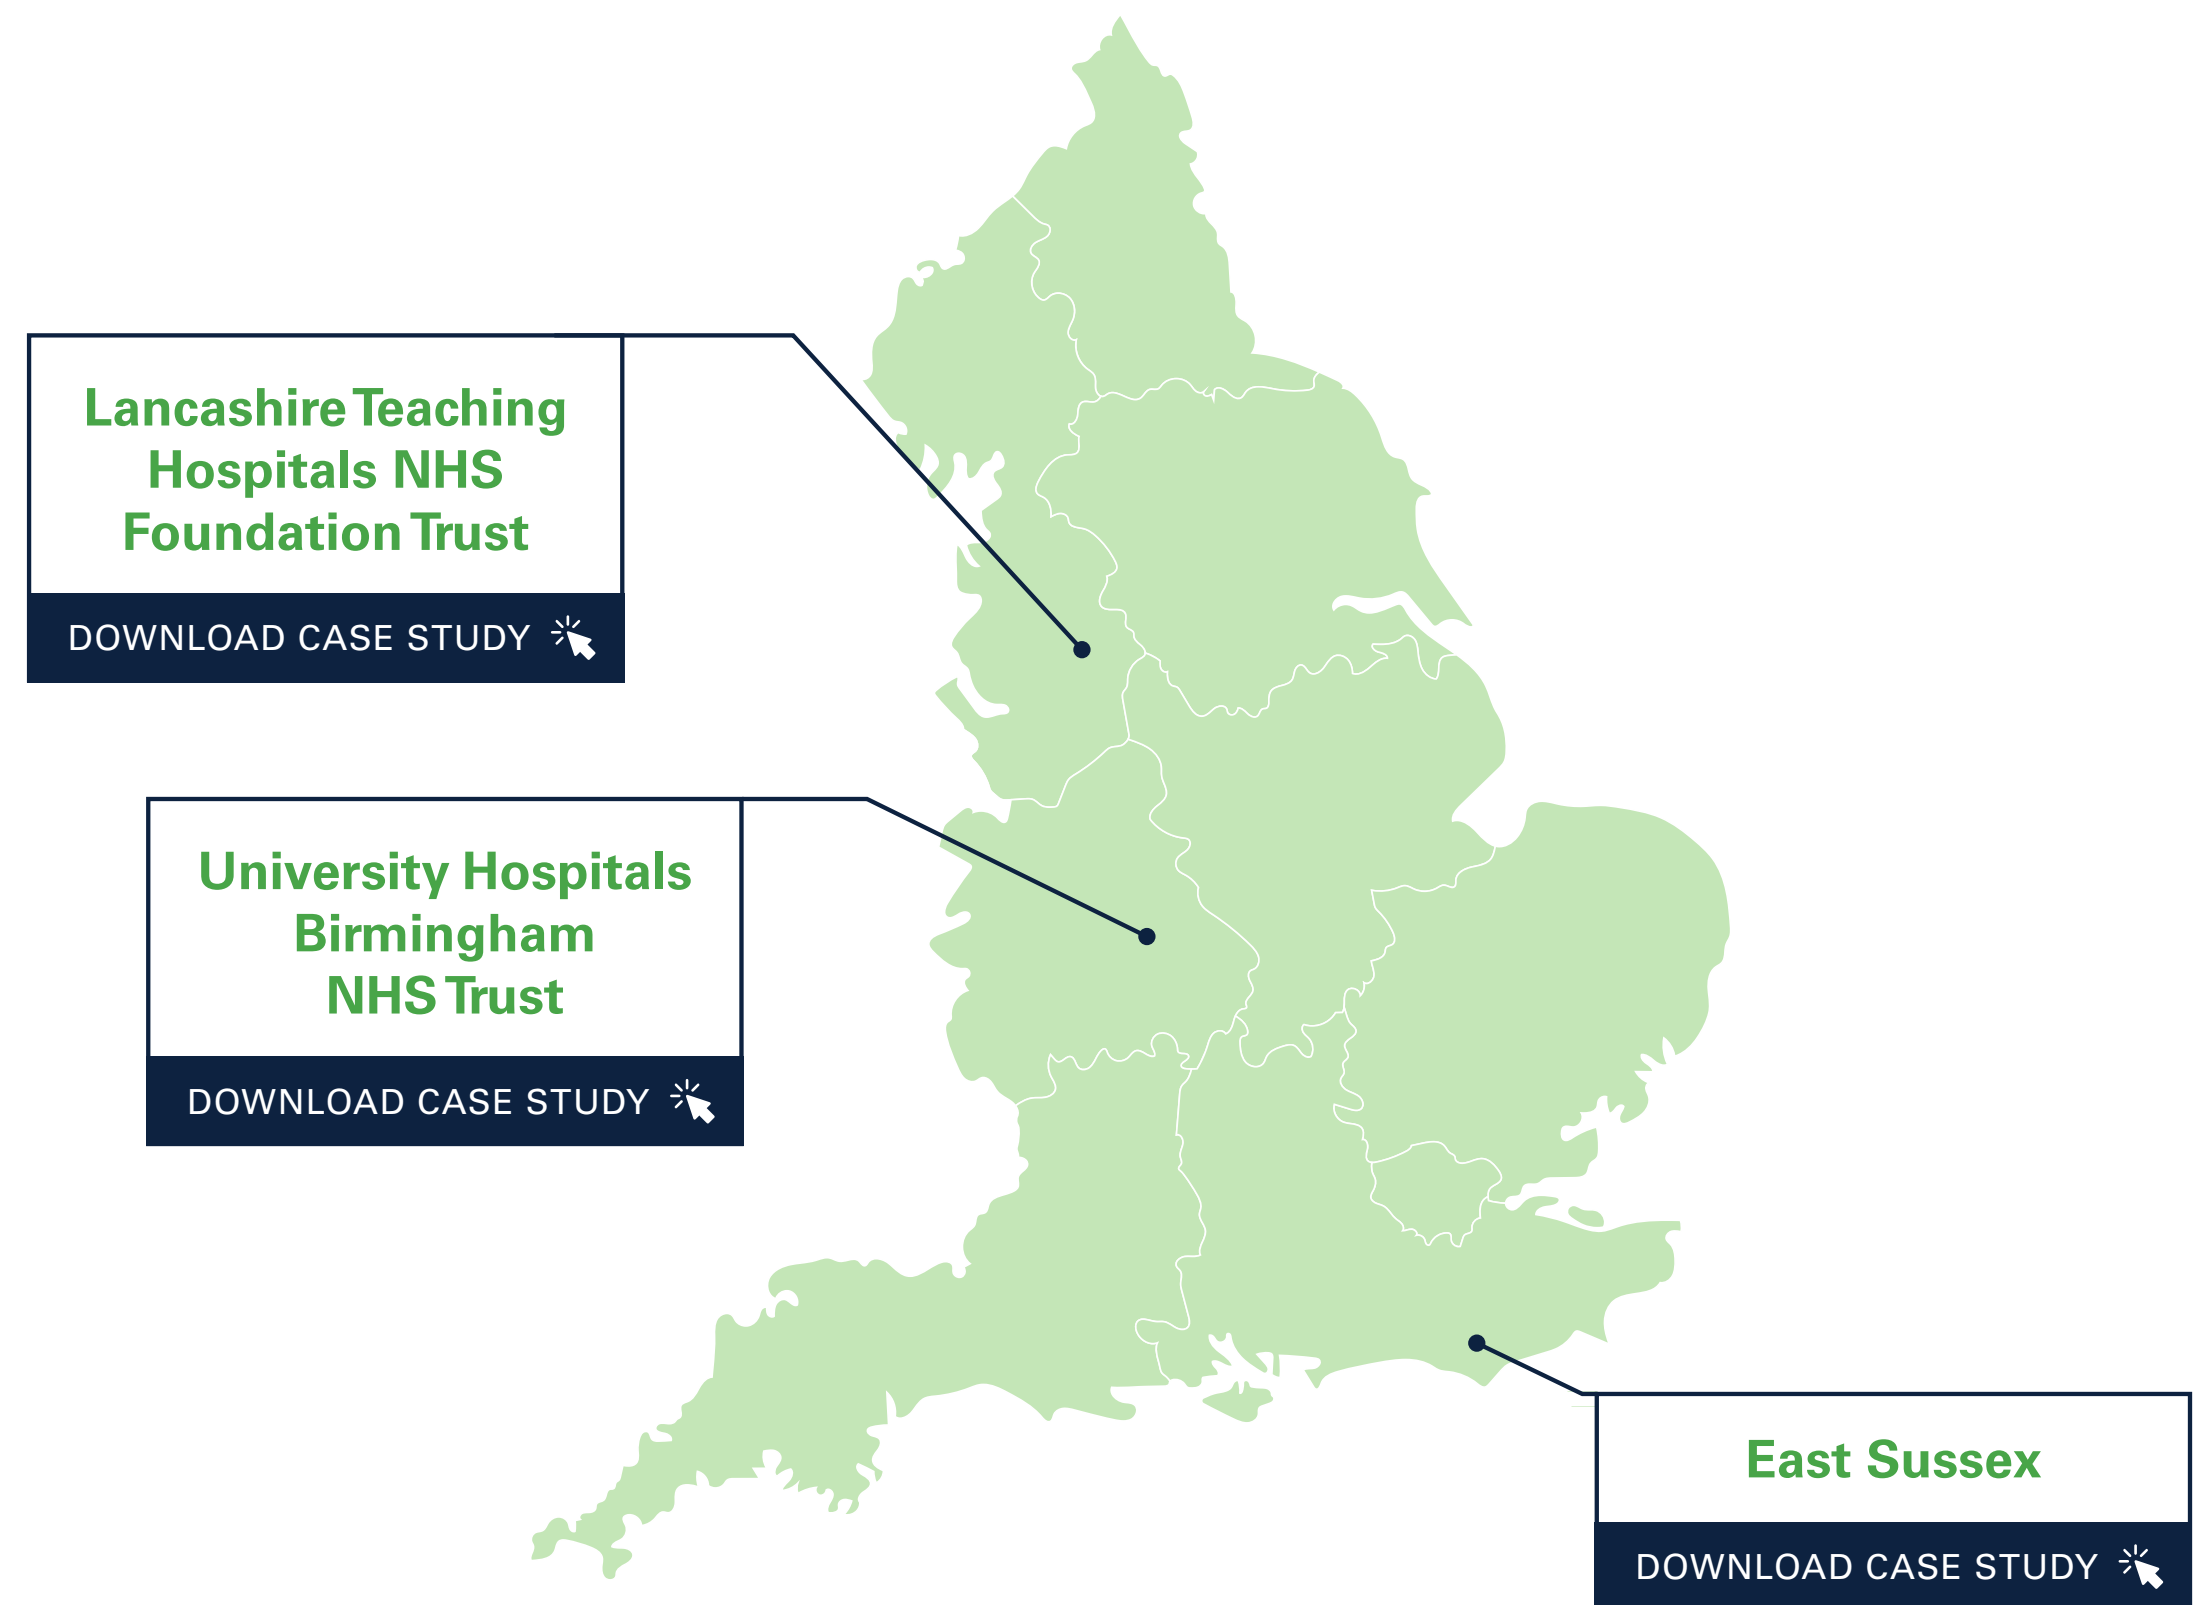 Lancashire Teaching
Hospitals NHS
Foundation Trust
DOWNLOAD CASE STUDY
University Hospitals
Birmingham
NHS Trust
DOWNLOAD CASE STUDY
East Sussex
DOWNLOAD CASE STUDY